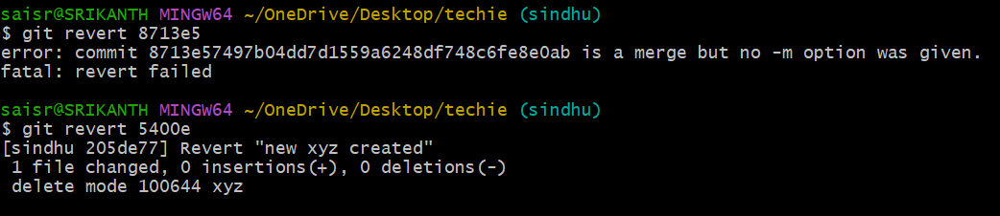 saisr@SRIKANTH MINGW64 ~/OneDrive/Desktop/techie (sindhu)
$ git revert 8713e5
error: commit 8713e57497b04dd7d1559a6248df748c6fe8e0ab is a merge but no -m option was given.
fatal: revert failed
saisr@SRIKANTH MINGW64 ~/OneDrive/Desktop/techie (sindhu)
$ git revert 5400e
[sindhu 205de77] Revert "new xyz created"
1 file changed, 0 insertions(+), 0 deletions(-)
delete mode 100644 xyz